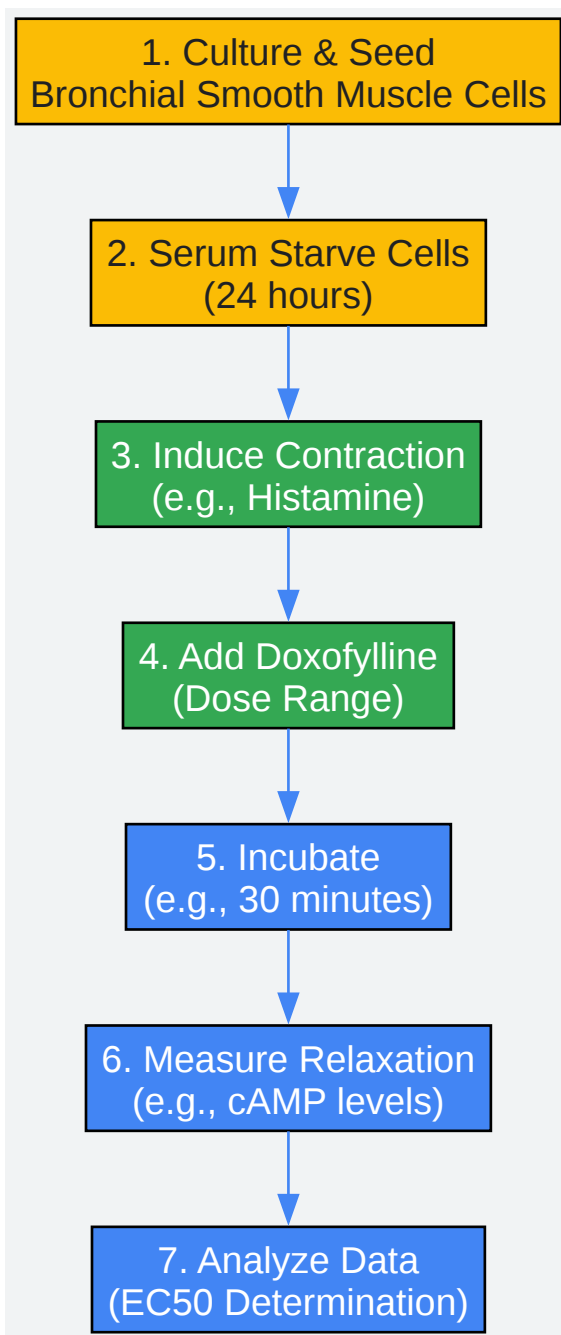 1. Culture & Seed
Bronchial Smooth Muscle Cells
2. Serum Starve Cells
(24 hours)
3. Induce Contraction
(e.g., Histamine)
4. Add Doxofylline
(Dose Range)
5. Incubate
(e.g., 30 minutes)
6. Measure Relaxation
(e.g., cAMP levels)
7. Analyze Data
(EC50 Determination)